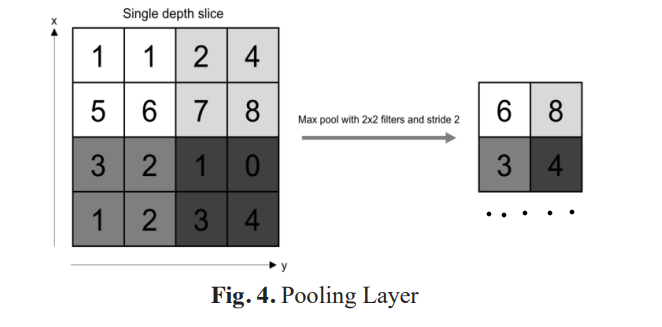 Single depth slice
x
1 1 2 4
5 6 7 8
3 2 1 0
1 2 3 4
y
Max pool with 2x2 filters and stride 2
6 8
3 4
. . . . .
Fig. 4. Pooling Layer